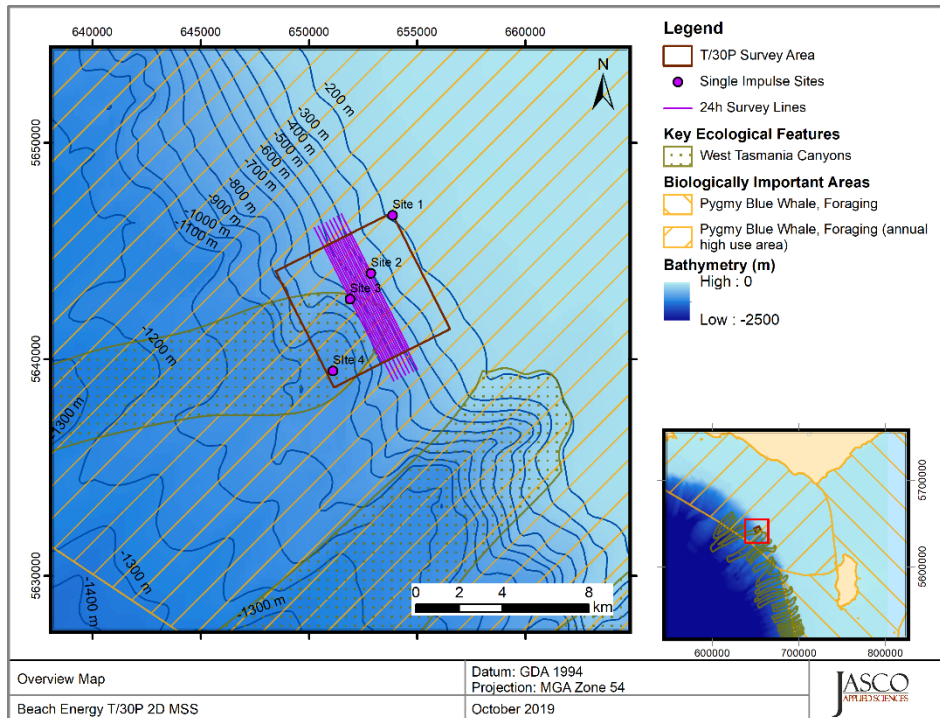 640000 645000 650000 655000 660000
5650000
5640000
5630000
N
-200 m
-300 m
-400 m
-500 m
-600 m
-700 m
-800 m
-900 m
-1000 m
-1100 m
-1200 m
-1300 m
-1300 m
-1400 m
-1300 m
Site 1
Site 2
Site 3
SIte 4
0 2 4 8
km
Legend
T/30P Survey Area
Single Impulse Sites
24h Survey Lines
Key Ecological Features
West Tasmania Canyons
Biologically Important Areas
Pygmy Blue Whale, Foraging
Pygmy Blue Whale, Foraging (annual
high use area)
Bathymetry (m)
High : 0
Low : -2500
5700000
5600000
600000 700000 800000
Overview Map
Beach Energy T/30P 2D MSS
Datum: GDA 1994
Projection: MGA Zone 54
October 2019
JASCO
APPLIED SCIENCES